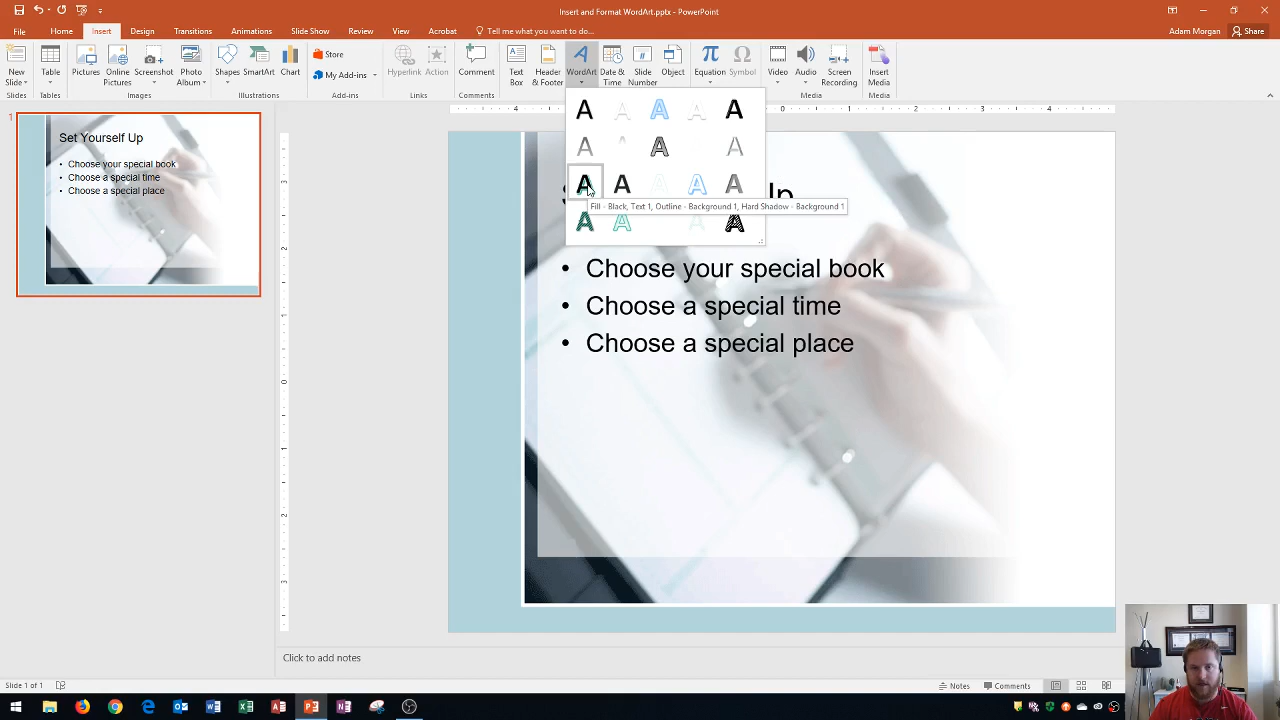 Insert and Format WordArt.pptx - PowerPoint
Adam Morgan
Share
File Home Insert Design Transitions Animations Slide Show Review View Acrobat Tell me what you want to do...
New Slide
Table
Pictures
Online Pictures
Screenshot
Photo Album
Shapes
SmartArt
Chart
Store
My Add-ins
Hyperlink
Action
Comment
Text Box
Header & Footer
WordArt
Date & Time
Slide Number
Object
Equation
Symbol
Video
Audio
Screen Recording
Insert Media
Slides Tables Images Illustrations Add-ins Links Comments Symbols Media Media
A A A A A
A A A A
A A A A A
A A A A
Fill - Black, Text 1, Outline - Background 1, Hard Shadow - Background 1
1
Set Yourself Up
• Choose your special book
• Choose a special time
• Choose a special place
• Choose your special book
• Choose a special time
• Choose a special place
Click to add notes
Slide 1 of 1
Notes
Comments